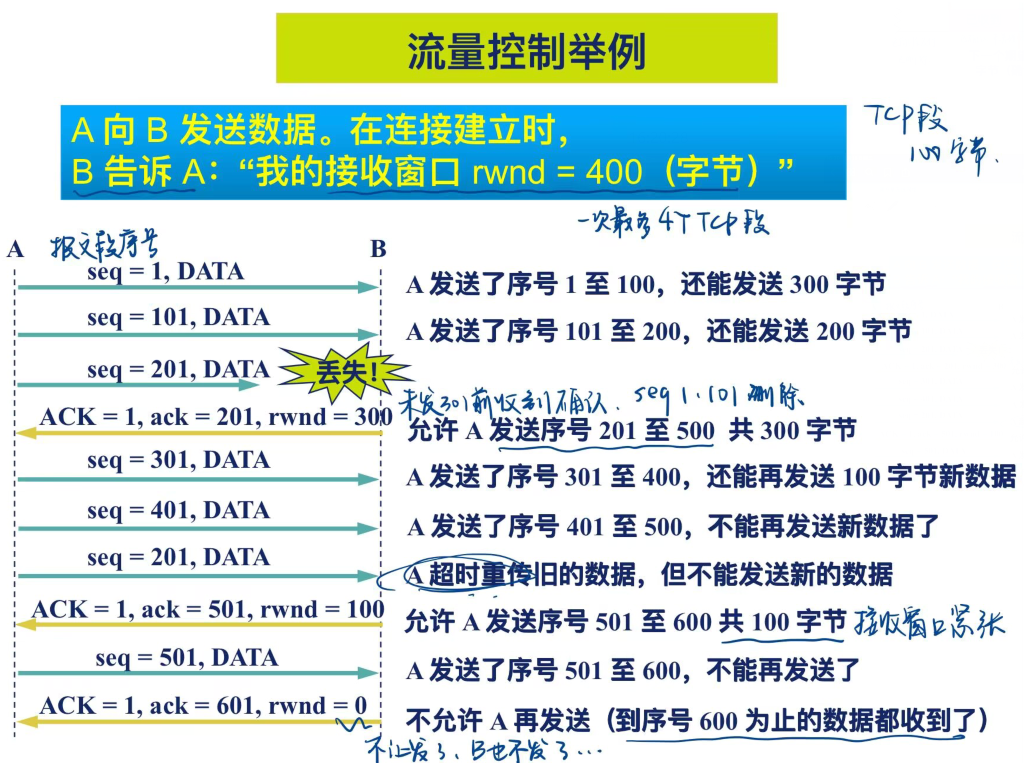 流量控制举例
A 向 B 发送数据。在连接建立时，
B 告诉 A：“我的接收窗口 rwnd = 400（字节）”
TCP段
100字节.
一次最多4个TCP段
A
报文段序号
B
seq = 1, DATA
A 发送了序号 1 至 100，还能发送 300 字节
seq = 101, DATA
A 发送了序号 101 至 200，还能发送 200 字节
seq = 201, DATA
丢失！
未发301前收到确认. seq 1.101 删除.
ACK = 1, ack = 201, rwnd = 300
允许 A 发送序号 201 至 500 共 300 字节
seq = 301, DATA
A 发送了序号 301 至 400，还能再发送 100 字节新数据
seq = 401, DATA
A 发送了序号 401 至 500，不能再发送新数据了
seq = 201, DATA
A 超时重传旧的数据，但不能发送新的数据
ACK = 1, ack = 501, rwnd = 100
允许 A 发送序号 501 至 600 共 100 字节
接收窗口紧张
seq = 501, DATA
A 发送了序号 501 至 600，不能再发送了
ACK = 1, ack = 601, rwnd = 0
不允许 A 再发送（到序号 600 为止的数据都收到了）
不让发了、B也不发了…